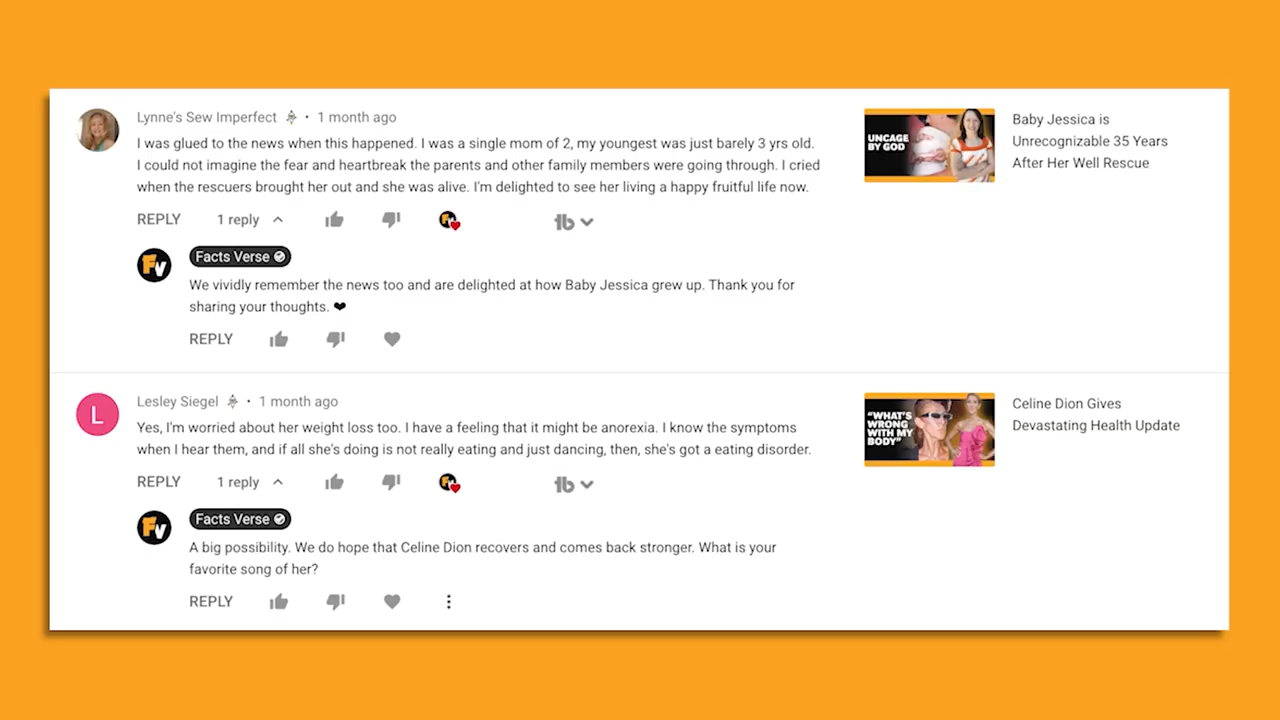 Lynne's Sew Imperfect • 1 month ago
I was glued to the news when this happened. I was a single mom of 2, my youngest was just barely 3 yrs old.
I could not imagine the fear and heartbreak the parents and other family members were going through. I cried
when the rescuers brought her out and she was alive. I'm delighted to see her living a happy fruitful life now.
REPLY 1 reply
tb
UNCAGE
BY GOD
Baby Jessica is
Unrecognizable 35 Years
After Her Well Rescue
FV
Facts Verse
We vividly remember the news too and are delighted at how Baby Jessica grew up. Thank you for
sharing your thoughts. ❤
REPLY
L
Lesley Siegel • 1 month ago
Yes, I'm worried about her weight loss too. I have a feeling that it might be anorexia. I know the symptoms
when I hear them, and if all she's doing is not really eating and just dancing, then, she's got a eating disorder.
REPLY 1 reply
tb
"WHAT'S
WRONG
WITH MY
BODY"
Celine Dion Gives
Devastating Health Update
FV
Facts Verse
A big possibility. We do hope that Celine Dion recovers and comes back stronger. What is your
favorite song of her?
REPLY